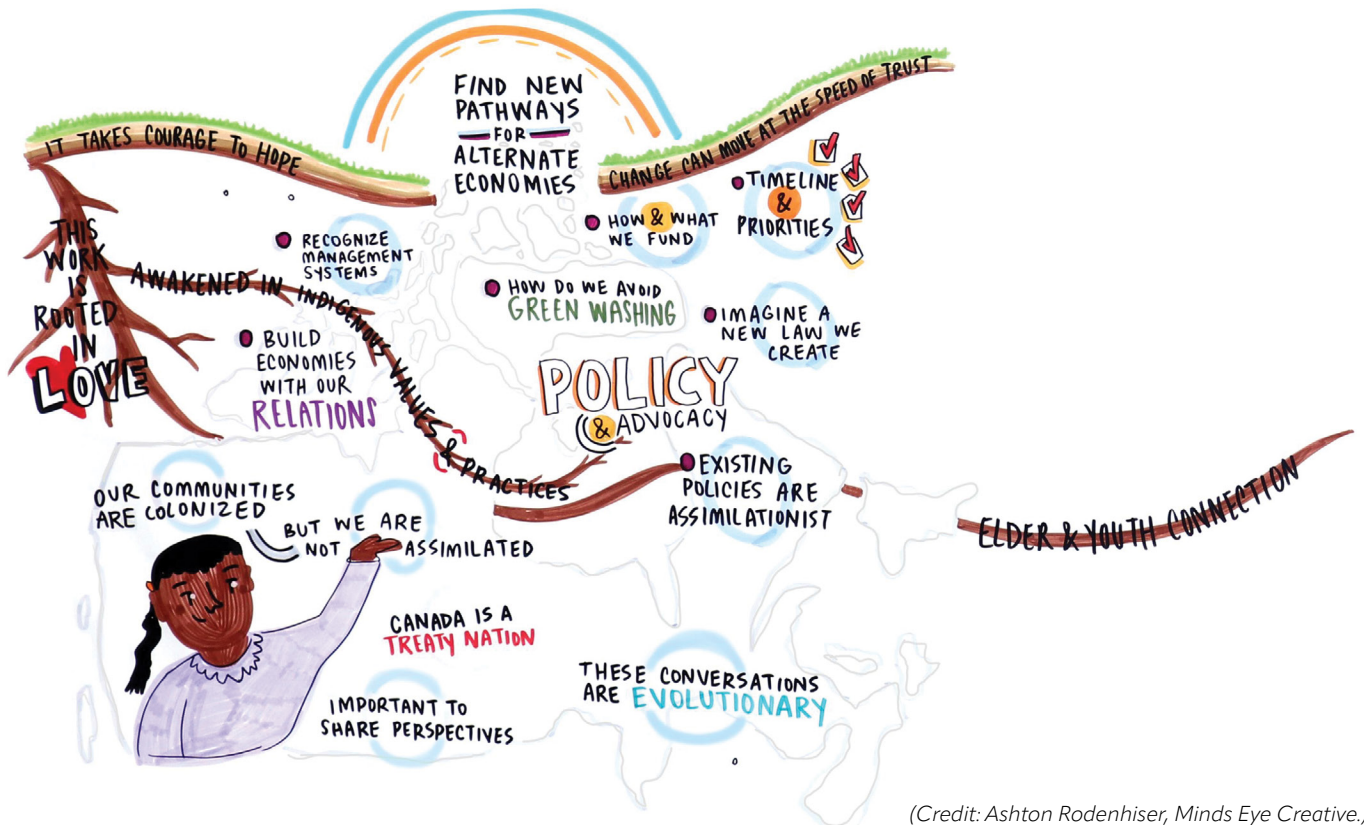 IT TAKES COURAGE TO HOPE
FIND NEW
PATHWAYS
FOR
ALTERNATE
ECONOMIES
CHANGE CAN MOVE AT THE SPEED OF TRUST
THIS
WORK
IS
ROOTED
IN
LOVE
AWAKENED IN INDIGENOUS VALUES & PRACTICES
RECOGNIZE
MANAGEMENT
SYSTEMS
BUILD
ECONOMIES
WITH OUR
RELATIONS
HOW & WHAT
WE FUND
TIMELINE
&
PRIORITIES
HOW DO WE AVOID
GREEN WASHING
IMAGINE A
NEW LAW WE
CREATE
POLICY
& ADVOCACY
EXISTING
POLICIES ARE
ASSIMILATIONIST
ELDER & YOUTH CONNECTION
OUR COMMUNITIES
ARE COLONIZED
BUT WE ARE
NOT ASSIMILATED
CANADA IS A
TREATY NATION
IMPORTANT TO
SHARE PERSPECTIVES
THESE CONVERSATIONS
ARE EVOLUTIONARY
(Credit: Ashton Rodenhiser, Minds Eye Creative.)